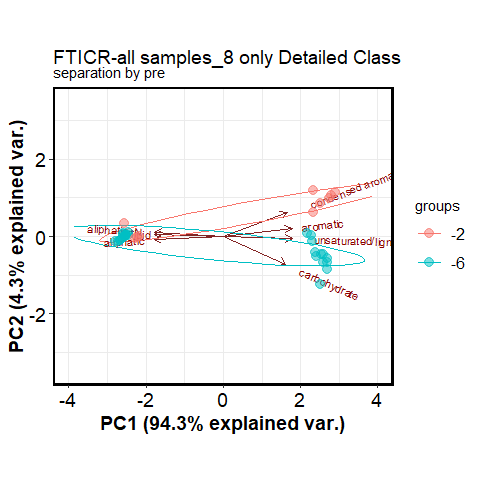 FTICR-all samples_8 only Detailed Class
separation by pre
PC2 (4.3% explained var.)
2
0
-2
condensed aroma
aromatic
unsaturated/lign
carbohydrate
-4
-2
0
2
4
PC1 (94.3% explained var.)
groups
-2
-6